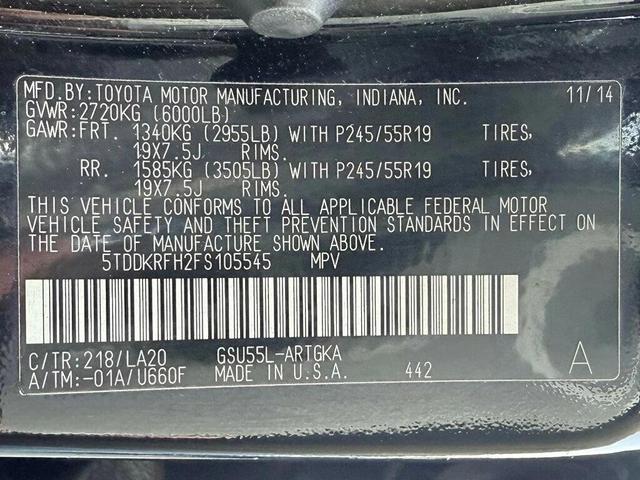 MFD.BY:TOYOTA MOTOR MANUFACTURING, INDIANA, INC. 11/14
GVWR:2720KG (6000LB)
GAWR:FRT. 1340KG (2955LB) WITH P245/55R19 TIRES,
19X7.5J RIMS.
RR. 1585KG (3505LB) WITH P245/55R19 TIRES,
19X7.5J RIMS.
THIS VEHICLE CONFORMS TO ALL APPLICABLE FEDERAL MOTOR
VEHICLE SAFETY AND THEFT PREVENTION STANDARDS IN EFFECT ON
THE DATE OF MANUFACTURE SHOWN ABOVE.
5TDDKRFH2FS105545 MPV
C/TR:218/LA20 GSU55L-ARTGKA A
A/TM:-01A/U660F MADE IN U.S.A. 442